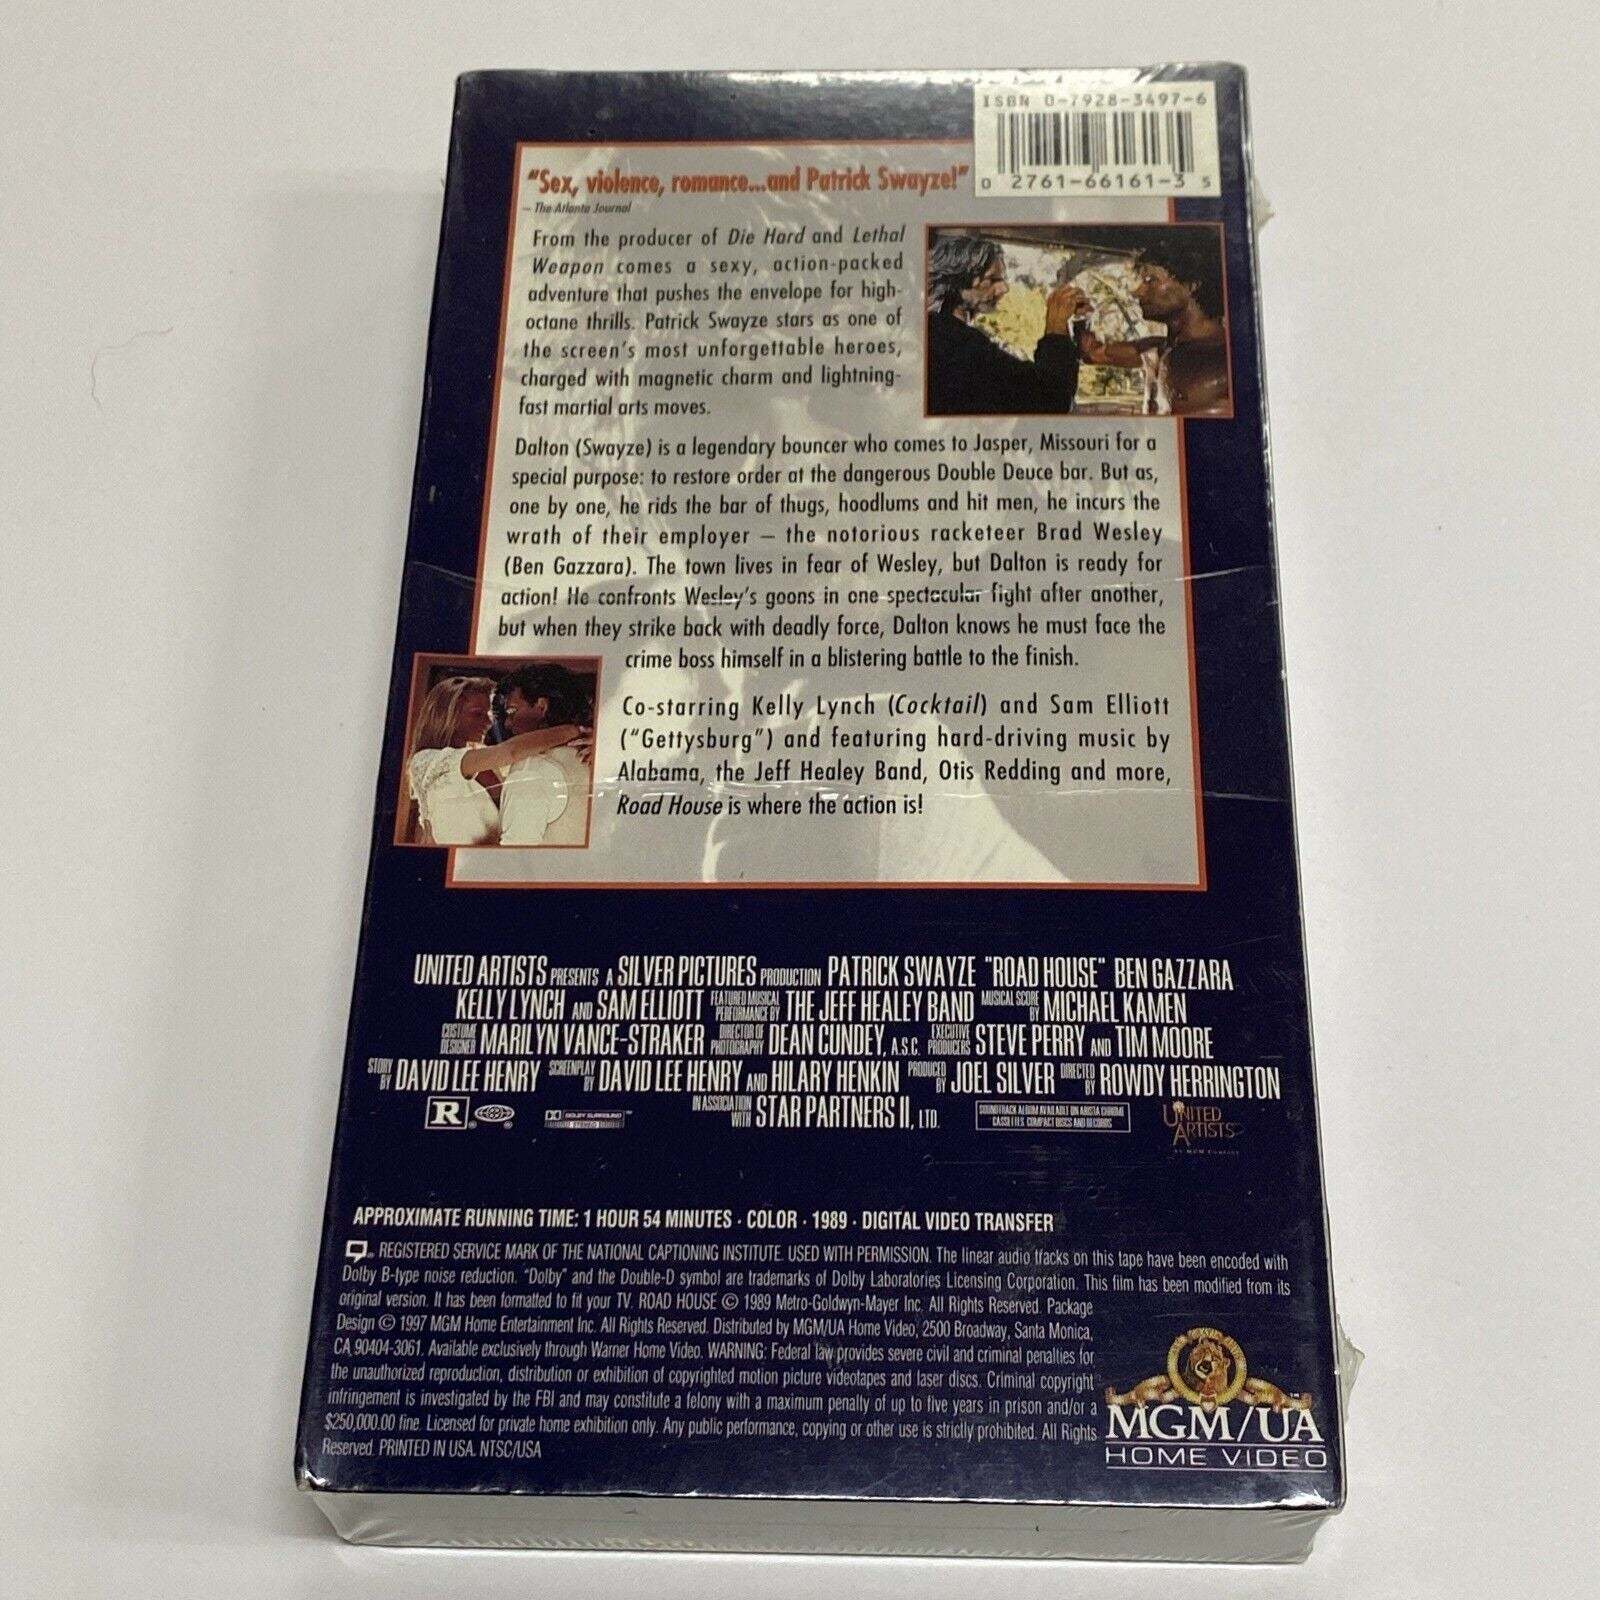 ISBN 0-7928-3497-6
0 2761-66161-3 5
"Sex, violence, romance...and Patrick Swayze!"
– The Atlanta Journal
From the producer of Die Hard and Lethal
Weapon comes a sexy, action-packed
adventure that pushes the envelope for high-
octane thrills. Patrick Swayze stars as one of
the screen's most unforgettable heroes,
charged with magnetic charm and lightning-
fast martial arts moves.
Dalton (Swayze) is a legendary bouncer who comes to Jasper, Missouri for a
special purpose: to restore order at the dangerous Double Deuce bar. But as,
one by one, he rids the bar of thugs, hoodlums and hit men, he incurs the
wrath of their employer – the notorious racketeer Brad Wesley
(Ben Gazzara). The town lives in fear of Wesley, but Dalton is ready for
action! He confronts Wesley's goons in one spectacular fight after another,
but when they strike back with deadly force, Dalton knows he must face the
crime boss himself in a blistering battle to the finish.
Co-starring Kelly Lynch (Cocktail) and Sam Elliott
("Gettysburg") and featuring hard-driving music by
Alabama, the Jeff Healey Band, Otis Redding and more,
Road House is where the action is!
UNITED ARTISTS PRESENTS A SILVER PICTURES PRODUCTION PATRICK SWAYZE "ROAD HOUSE" BEN GAZZARA
KELLY LYNCH AND SAM ELLIOTT FEATURED MUSICAL PERFORMANCE BY THE JEFF HEALEY BAND MUSICAL SCORE BY MICHAEL KAMEN
COSTUME DESIGNER MARILYN VANCE-STRAKER DIRECTOR OF PHOTOGRAPHY DEAN CUNDEY, A.S.C. EXECUTIVE PRODUCERS STEVE PERRY AND TIM MOORE
STORY BY DAVID LEE HENRY SCREENPLAY BY DAVID LEE HENRY AND HILARY HENKIN PRODUCED BY JOEL SILVER DIRECTED BY ROWDY HERRINGTON
R ® ® DOLBY SURROUND STEREO IN ASSOCIATION WITH STAR PARTNERS II, LTD.
SOUNDTRACK ALBUM AVAILABLE ON ARISTA CHROME
CASSETTES, COMPACT DISCS AND RECORDS
UNITED
ARTISTS
AN MGM COMPANY
APPROXIMATE RUNNING TIME: 1 HOUR 54 MINUTES · COLOR · 1989 · DIGITAL VIDEO TRANSFER
® REGISTERED SERVICE MARK OF THE NATIONAL CAPTIONING INSTITUTE. USED WITH PERMISSION. The linear audio tracks on this tape have been encoded with
Dolby B-type noise reduction. "Dolby" and the Double-D symbol are trademarks of Dolby Laboratories Licensing Corporation. This film has been modified from its
original version. It has been formatted to fit your TV. ROAD HOUSE © 1989 Metro-Goldwyn-Mayer Inc. All Rights Reserved. Package
Design © 1997 MGM Home Entertainment Inc. All Rights Reserved. Distributed by MGM/UA Home Video, 2500 Broadway, Santa Monica,
CA 90404-3061. Available exclusively through Warner Home Video. WARNING: Federal law provides severe civil and criminal penalties for
the unauthorized reproduction, distribution or exhibition of copyrighted motion picture videotapes and laser discs. Criminal copyright
infringement is investigated by the FBI and may constitute a felony with a maximum penalty of up to five years in prison and/or a
$250,000.00 fine. Licensed for private home exhibition only. Any public performance, copying or other use is strictly prohibited. All Rights
Reserved. PRINTED IN USA. NTSC/USA
MGM/UA
HOME VIDEO
TM